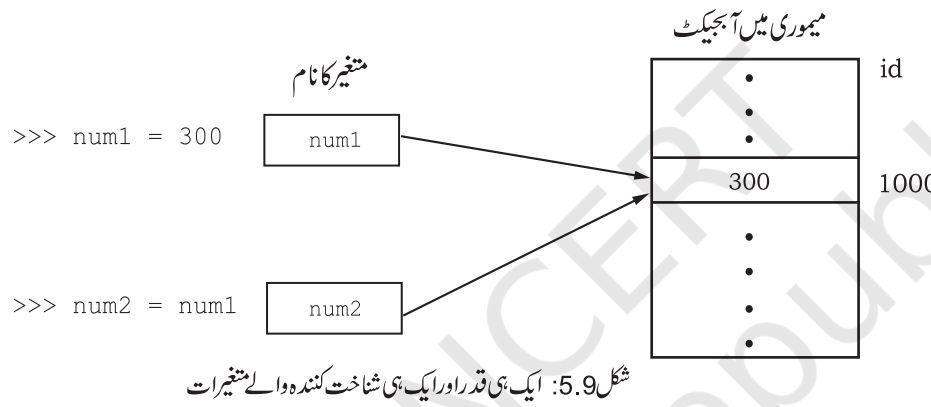 میموری میں آبجیکٹ
id
متغیر کا نام
>>> num1 = 300
num1
300
1000
>>> num2 = num1
num2
شکل 5.9: ایک ہی قدر اور ایک ہی شناخت کنندہ والے متغیرات
NCERT